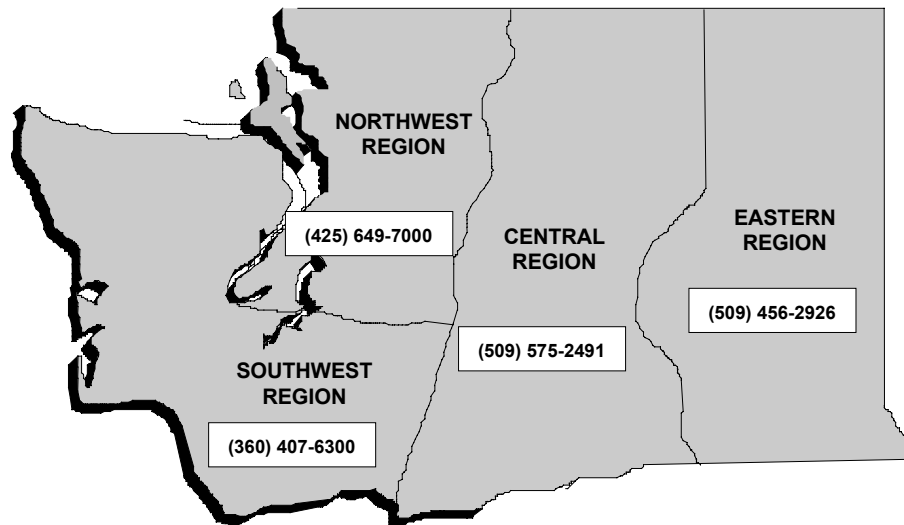 NORTHWEST
REGION
(425) 649-7000
CENTRAL
REGION
(509) 575-2491
EASTERN
REGION
(509) 456-2926
SOUTHWEST
REGION
(360) 407-6300